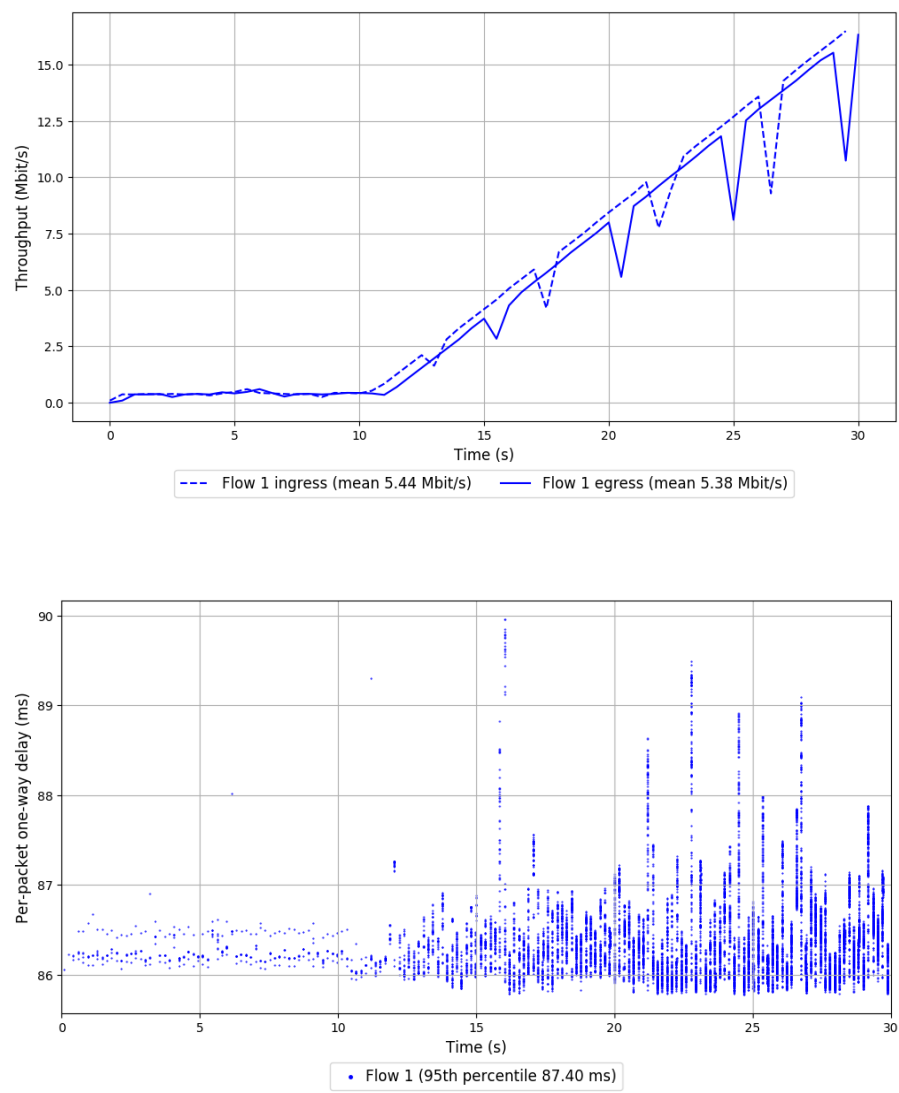 Throughput (Mbit/s)
15.0
12.5
10.0
7.5
5.0
2.5
0.0
0 5 10 15 20 25 30
Time (s)
Flow 1 ingress (mean 5.44 Mbit/s) Flow 1 egress (mean 5.38 Mbit/s)
Per-packet one-way delay (ms)
90
89
88
87
86
0 5 10 15 20 25 30
Time (s)
Flow 1 (95th percentile 87.40 ms)